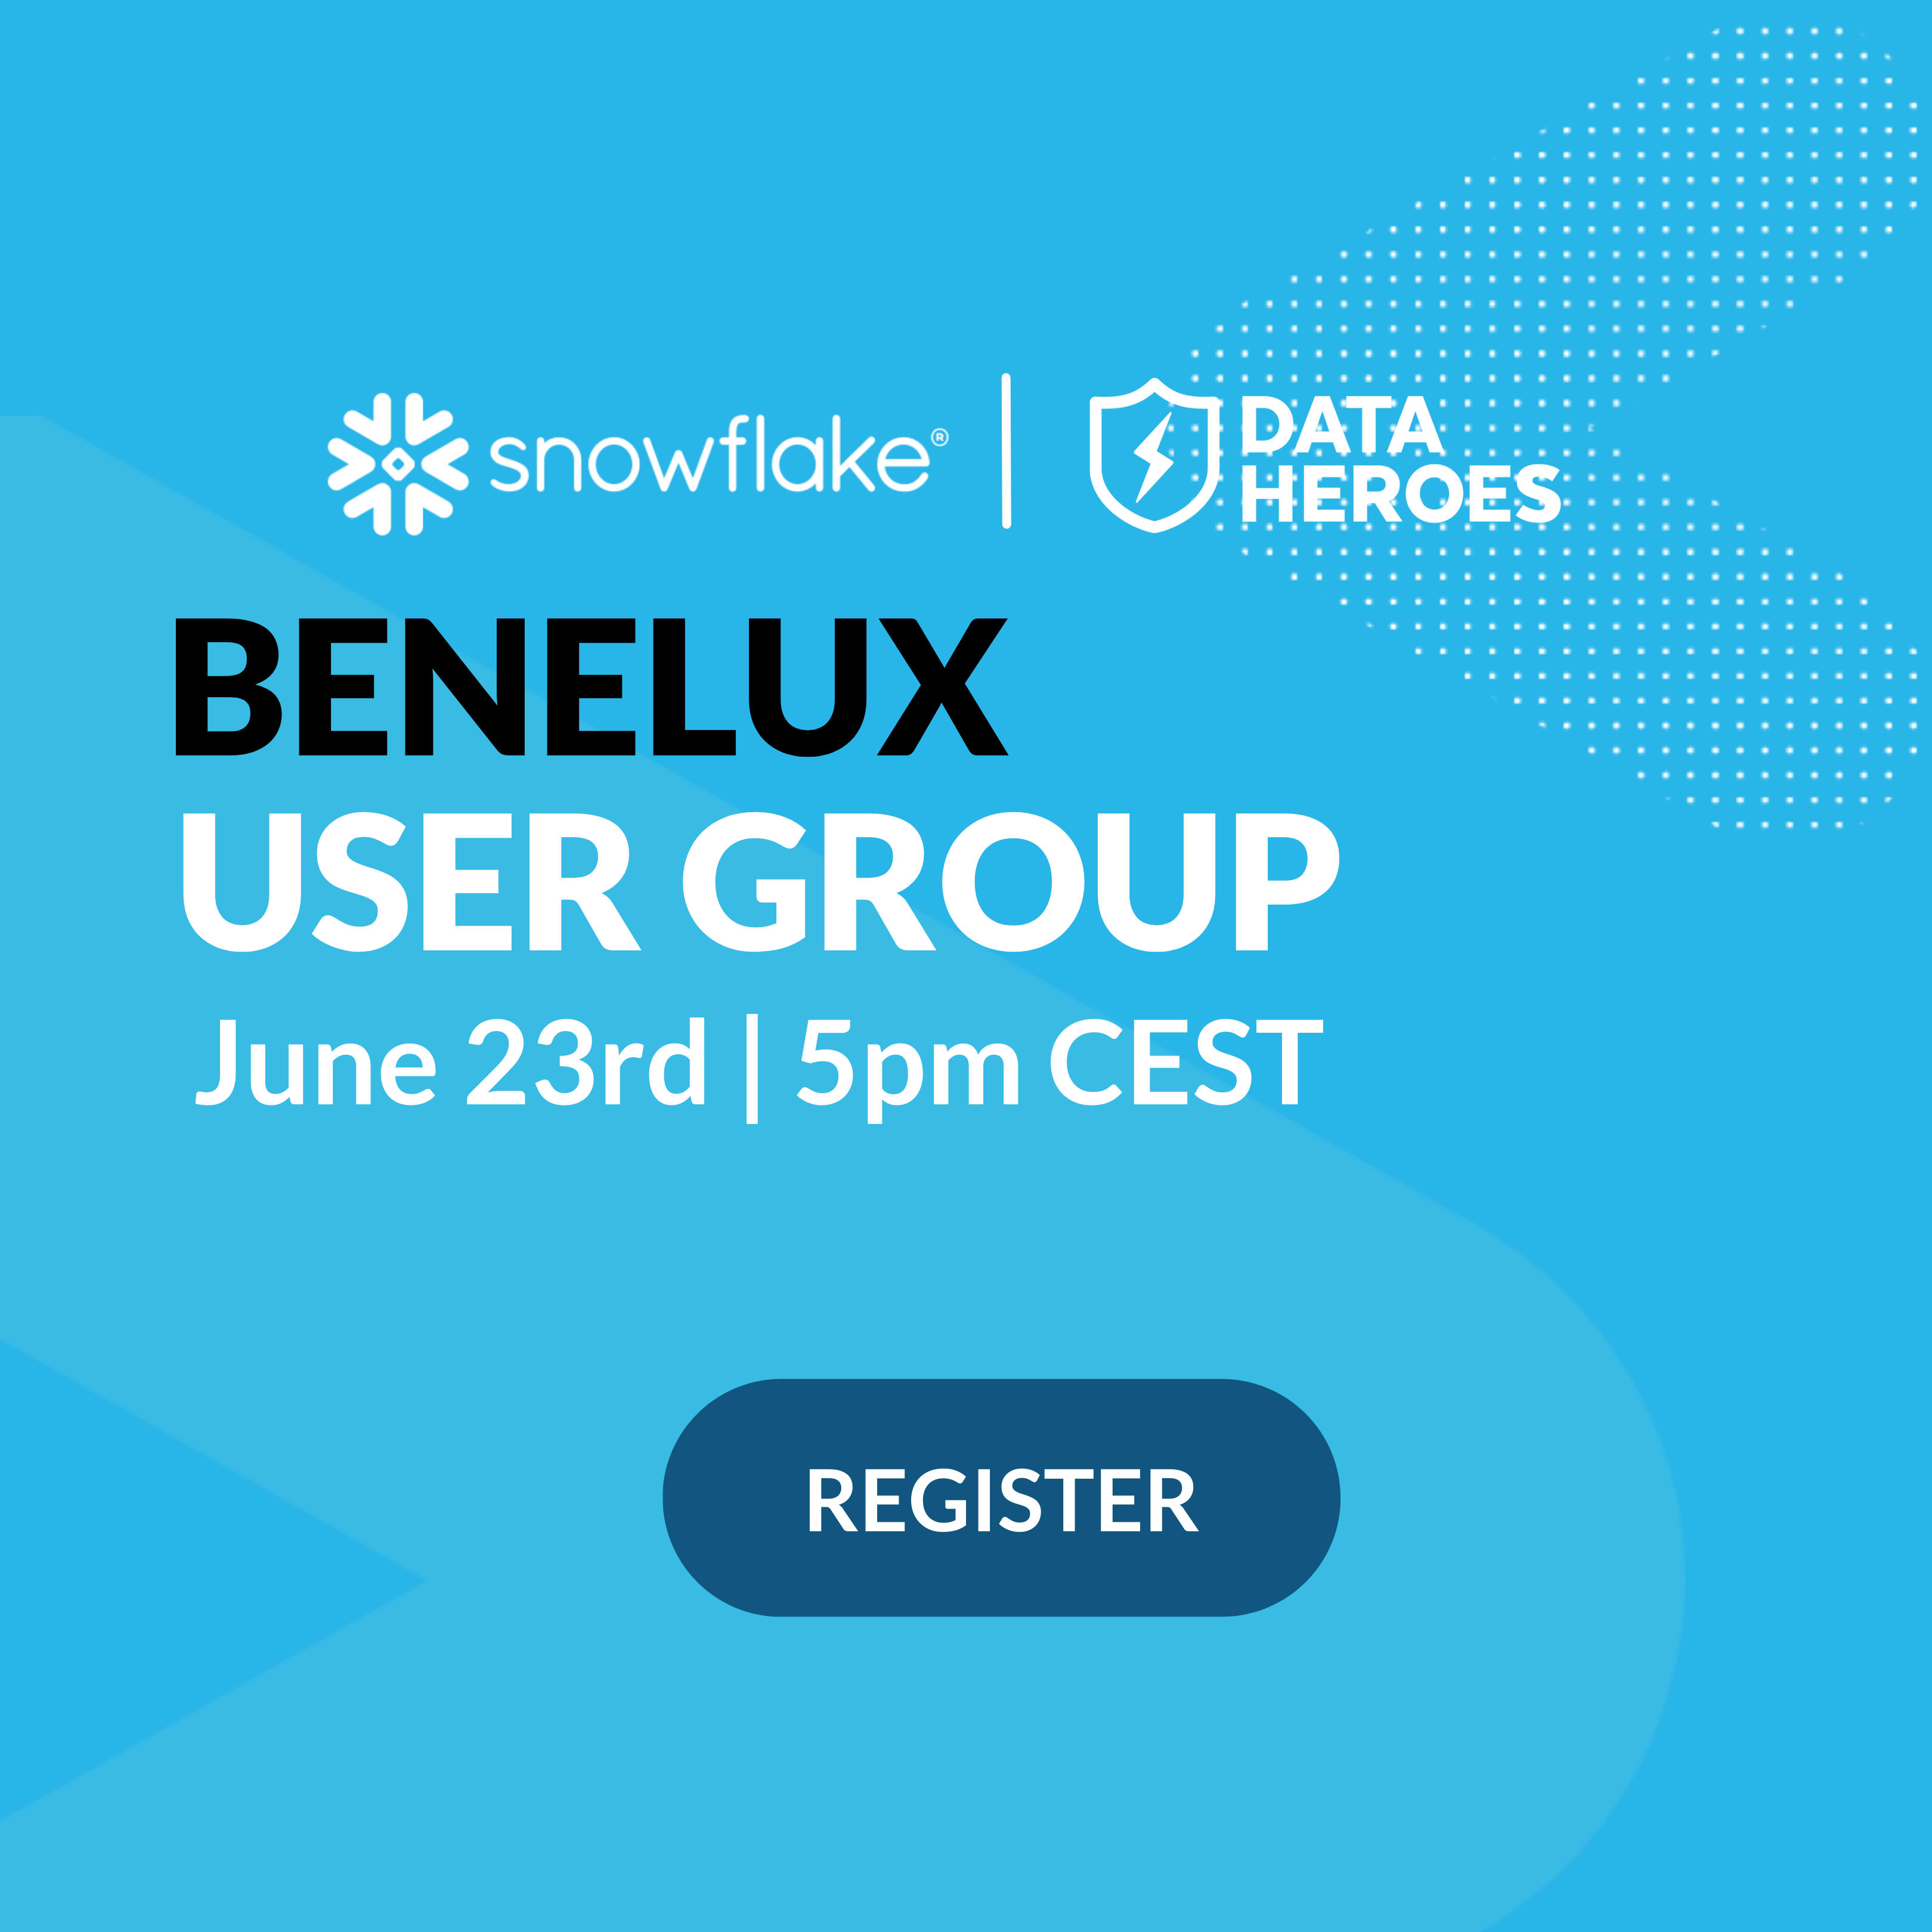 snowflake®
DATA
HEROES
BENELUX
USER GROUP
June 23rd | 5pm CEST
REGISTER